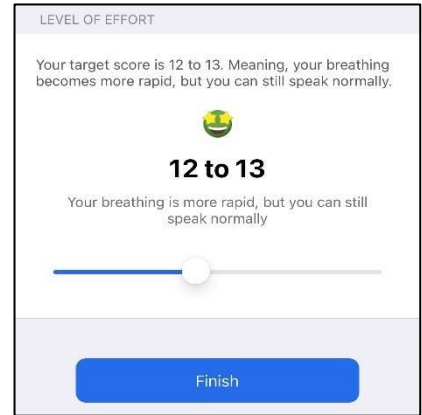 LEVEL OF EFFORT
Your target score is 12 to 13. Meaning, your breathing
becomes more rapid, but you can still speak normally.
12 to 13
Your breathing is more rapid, but you can still
speak normally
Finish